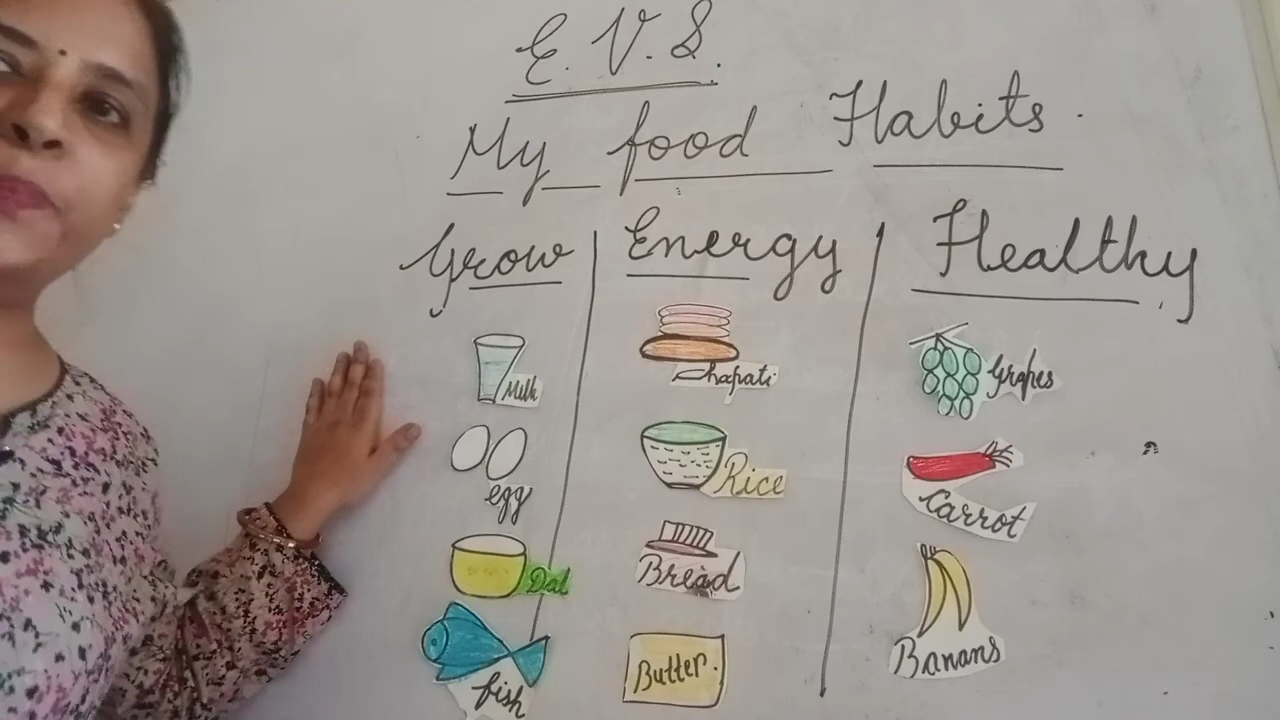 E. V. S.
My food Habits.
Grow Energy Healthy
Milk
egg
Dal
fish
Chapati
Rice
Bread
Butter.
Grapes
Carrot
Banans